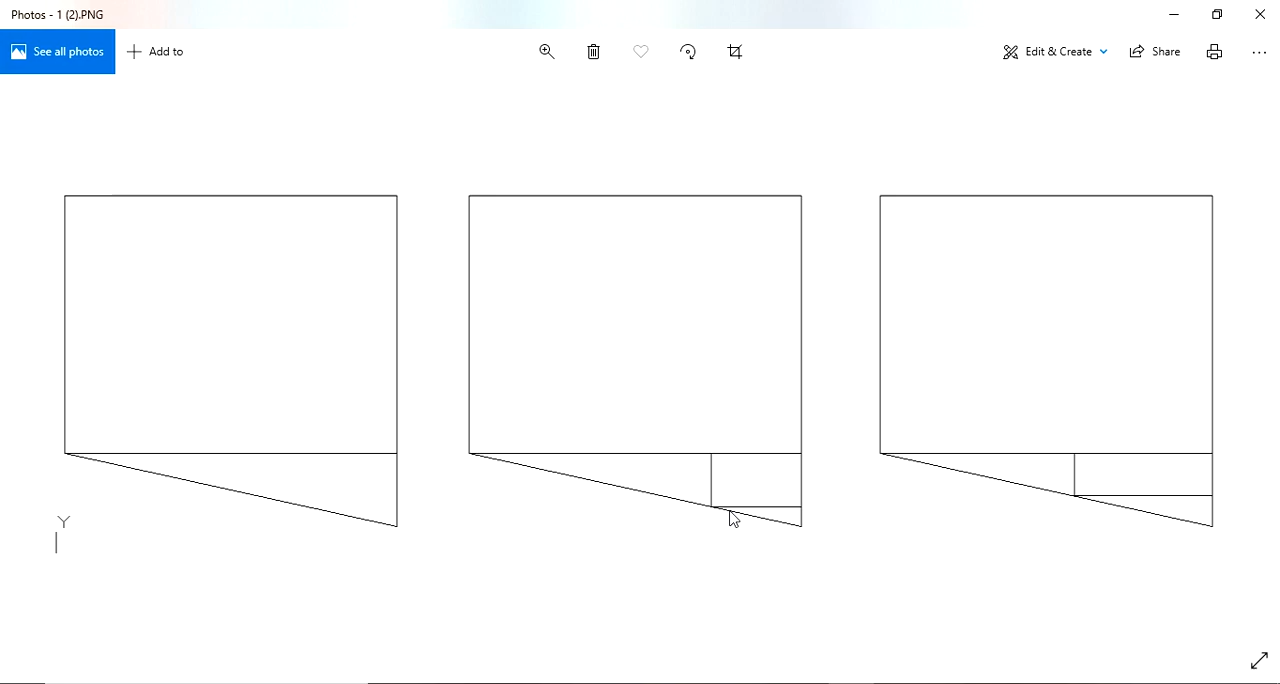 Photos - 1 (2).PNG
See all photos
Add to
Edit & Create
Share
Y